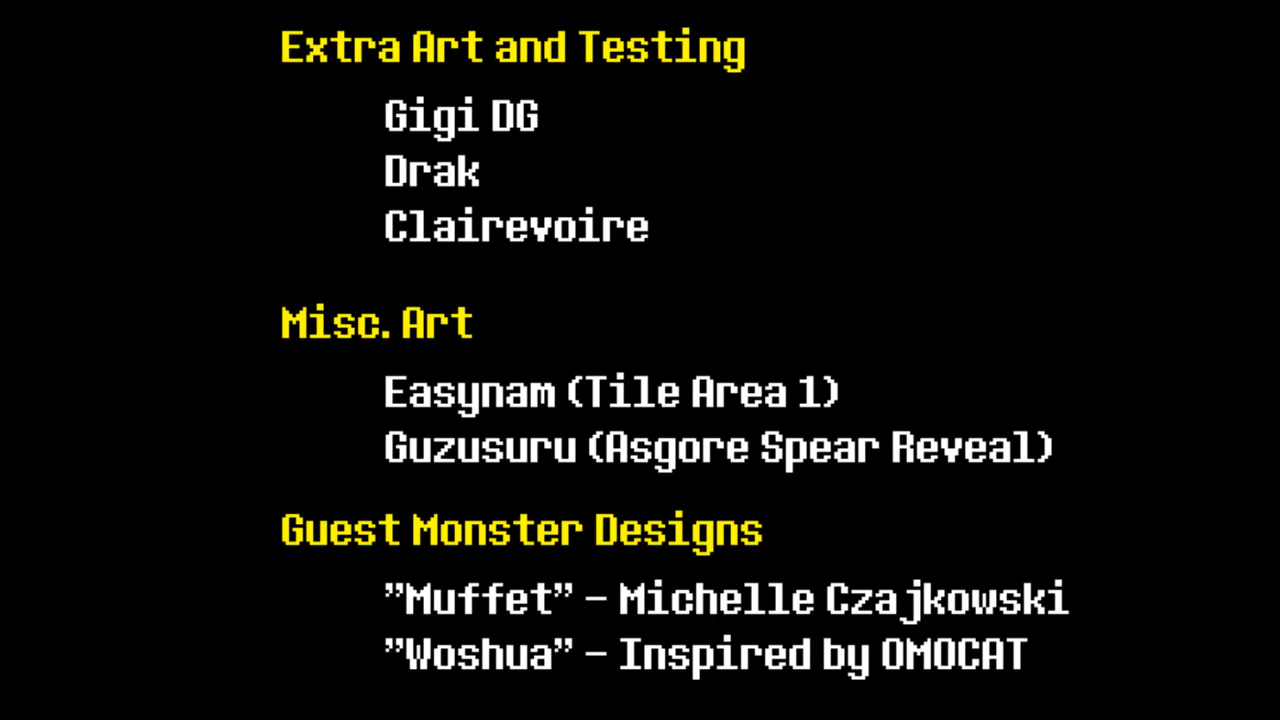 Extra Art and Testing
Gigi DG
Drak
Clairevoire
Misc. Art
Easynam (Tile Area 1)
Guzusuru (Asgore Spear Reveal)
Guest Monster Designs
”Muffet” – Michelle Czajkowski
”Woshua” – Inspired by OMOCAT